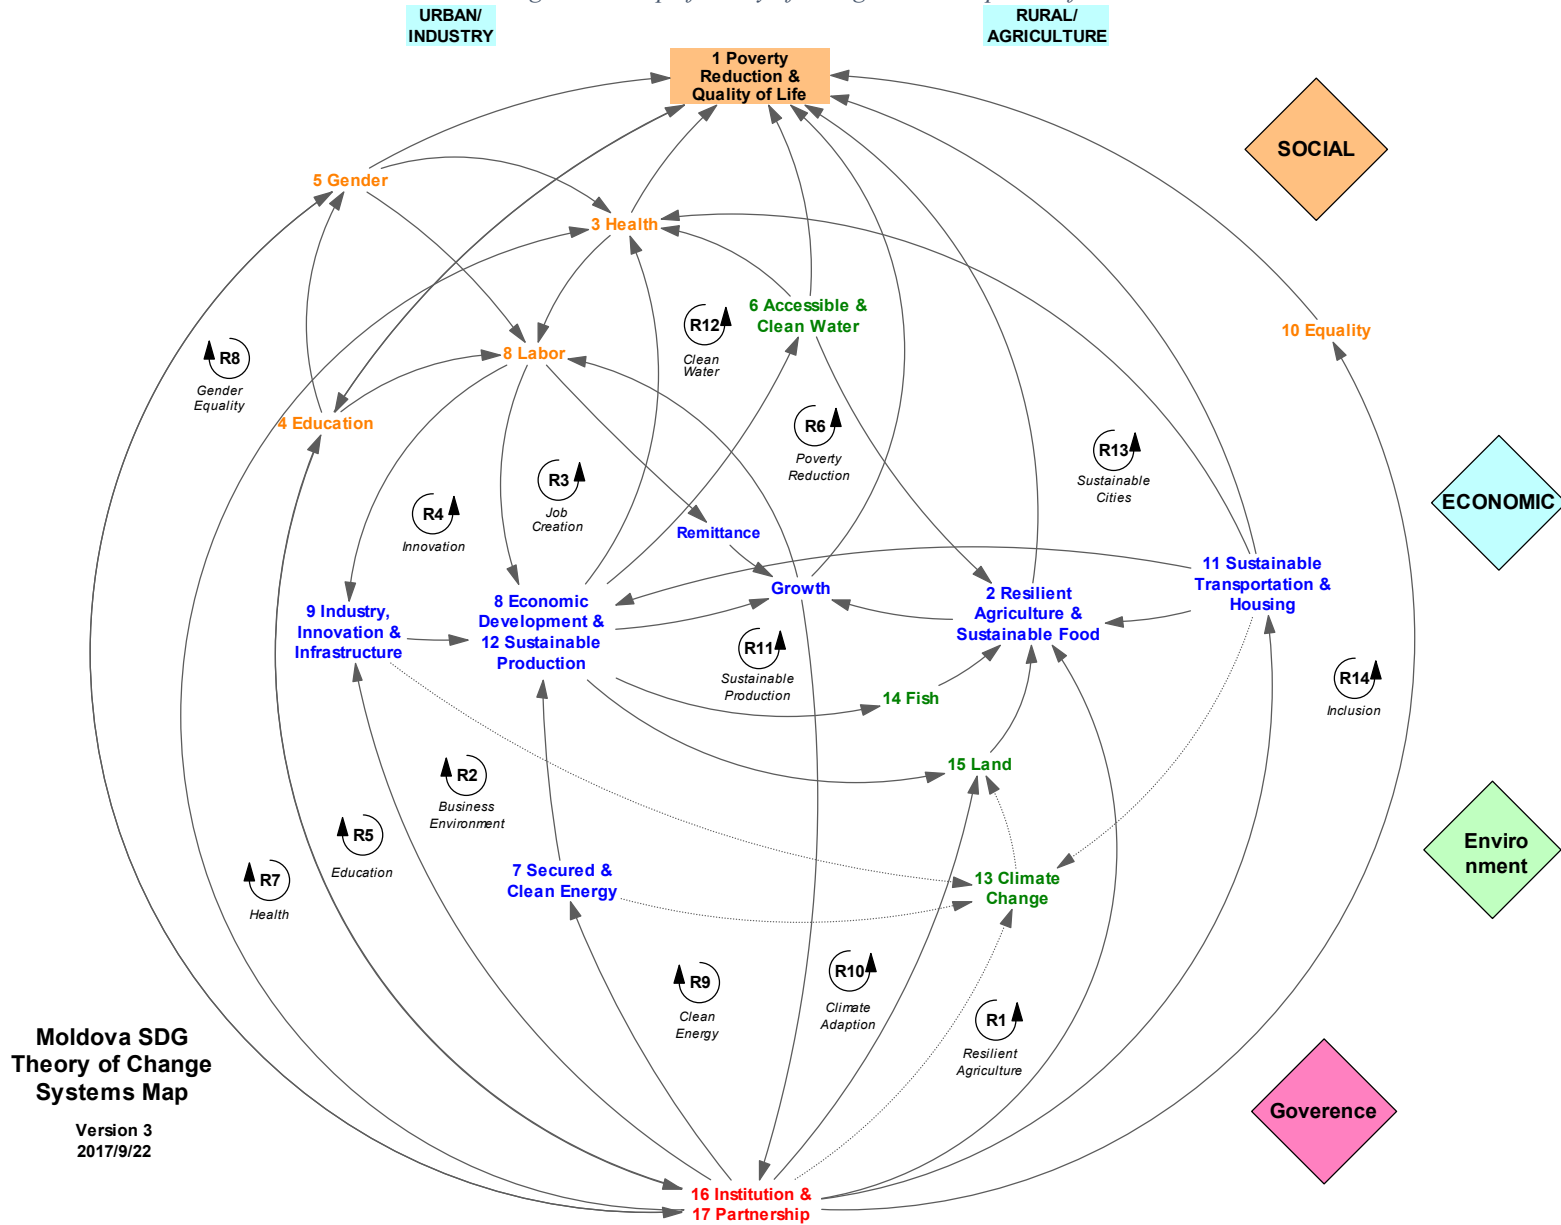 URBAN/
INDUSTRY
RURAL/
AGRICULTURE
1 Poverty
Reduction &
Quality of Life
SOCIAL
5 Gender
3 Health
6 Accessible &
Clean Water
10 Equality
R12
Clean
Water
R8
Gender
Equality
8 Labor
4 Education
R6
Poverty
Reduction
R13
Sustainable
Cities
R3
Job
Creation
R4
Innovation
ECONOMIC
Remittance
Growth
11 Sustainable
Transportation &
Housing
2 Resilient
Agriculture &
Sustainable Food
9 Industry,
Innovation &
Infrastructure
8 Economic
Development &
12 Sustainable
Production
R11
Sustainable
Production
R14
Inclusion
14 Fish
15 Land
R2
Business
Environment
R5
Education
R7
Health
7 Secured &
Clean Energy
13 Climate
Change
Enviro
nment
R9
Clean
Energy
R10
Climate
Adaption
R1
Resilient
Agriculture
Moldova SDG
Theory of Change
Systems Map
Version 3
2017/9/22
Goverence
16 Institution &
17 Partnership